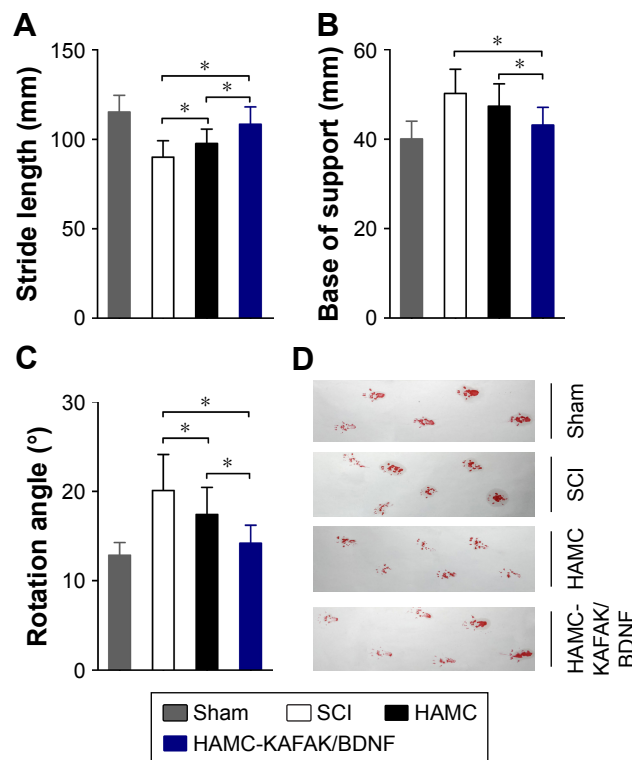 A
Stride length (mm)
150
100
50
0
*
*
*
B
Base of support (mm)
60
40
20
0
*
*
C
Rotation angle (°)
30
20
10
0
*
*
*
D
Sham
SCI
HAMC
HAMC-
KAFAK/
BDNF
Sham SCI HAMC
HAMC-KAFAK/BDNF